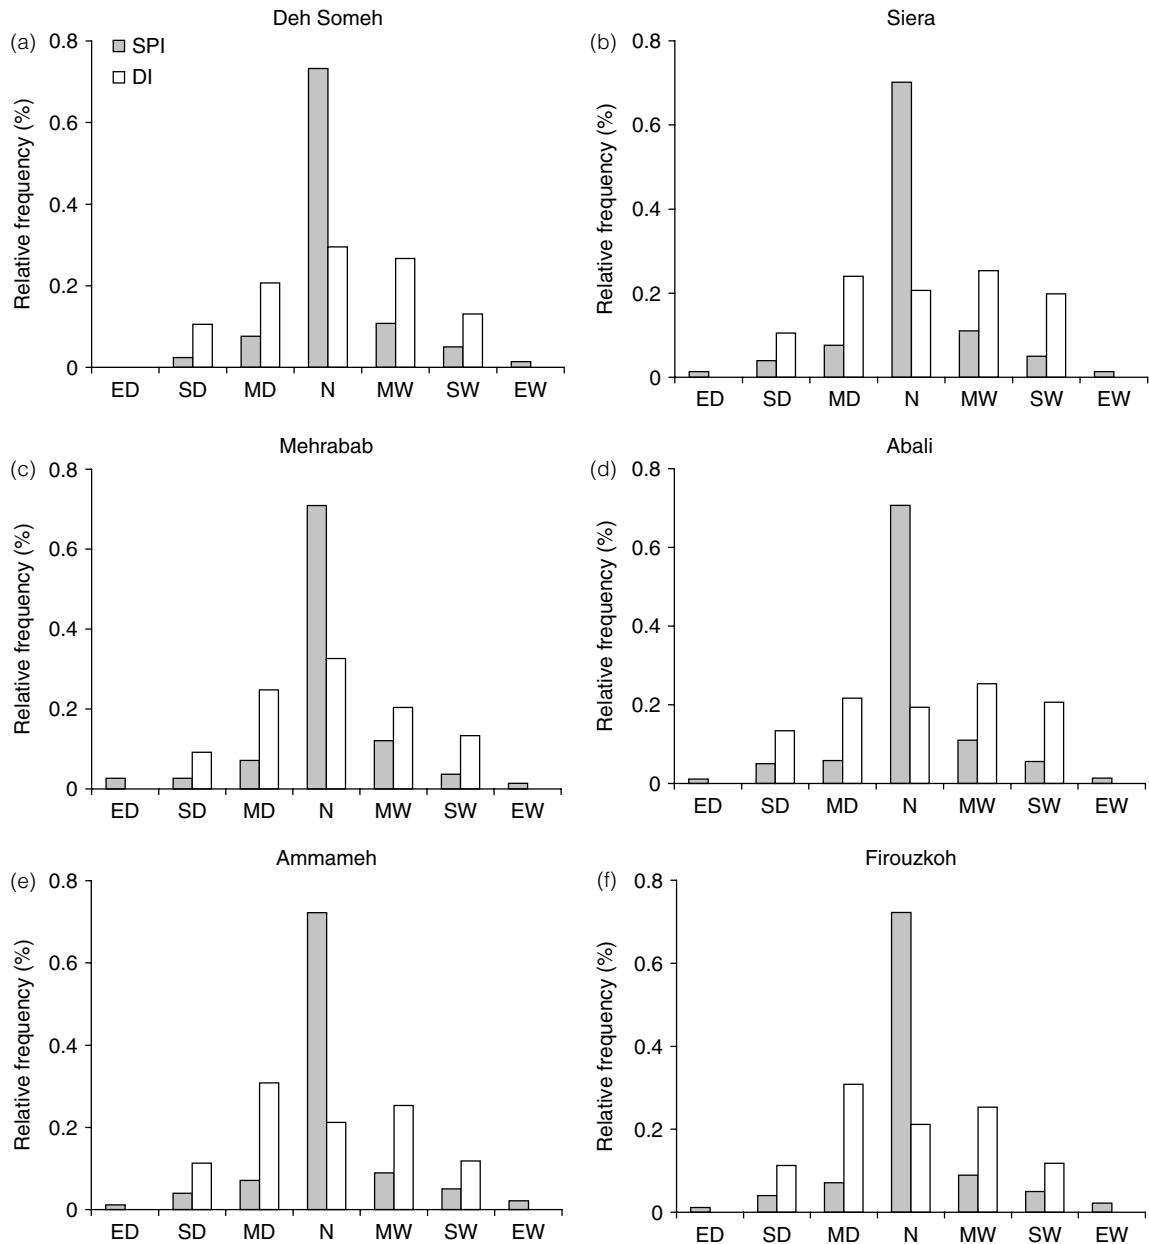 Deh Someh
(a)
SPI
DI
Relative frequency (%)
0.8
0.6
0.4
0.2
0
ED SD MD N MW SW EW
Siera
(b)
Relative frequency (%)
0.8
0.6
0.4
0.2
0
ED SD MD N MW SW EW
Mehrabab
(c)
Relative frequency (%)
0.8
0.6
0.4
0.2
0
ED SD MD N MW SW EW
Abali
(d)
Relative frequency (%)
0.8
0.6
0.4
0.2
0
ED SD MD N MW SW EW
Ammameh
(e)
Relative frequency (%)
0.8
0.6
0.4
0.2
0
ED SD MD N MW SW EW
Firouzkoh
(f)
Relative frequency (%)
0.8
0.6
0.4
0.2
0
ED SD MD N MW SW EW